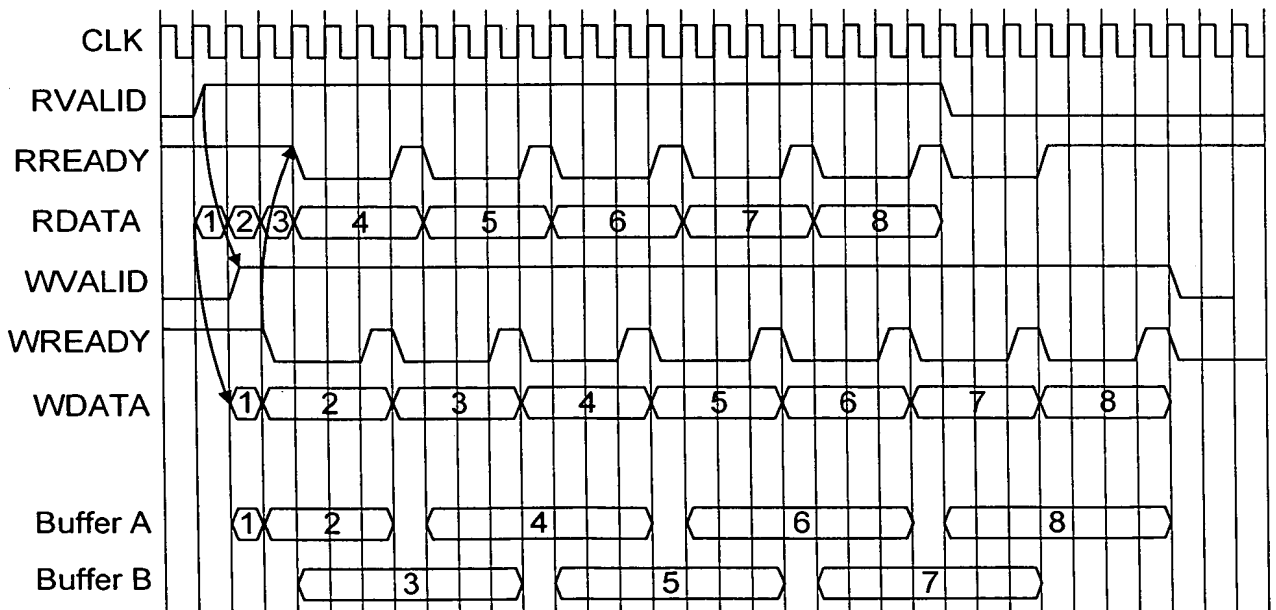 CLK
RVALID
RREADY
RDATA 1 2 3 4 5 6 7 8
WVALID
WREADY
WDATA 1 2 3 4 5 6 7 8
Buffer A 1 2 4 6 8
Buffer B 3 5 7